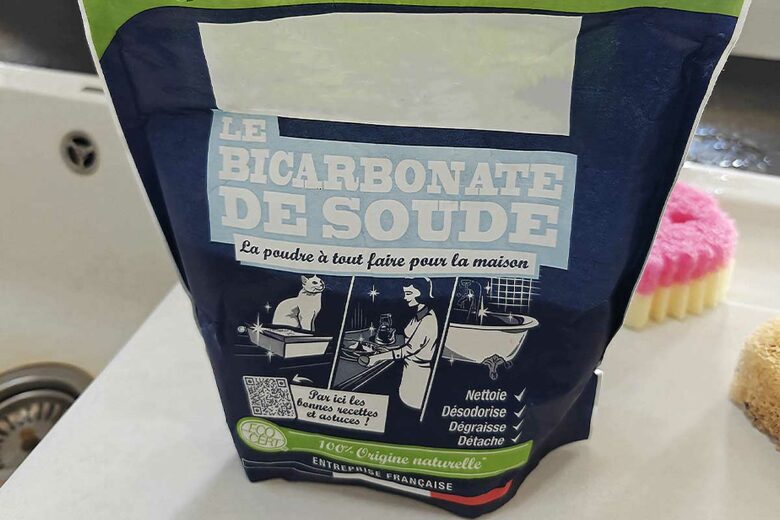 LE
BICARBONATE
DE SOUDE
La poudre à tout faire pour la maison
Par ici les
bonnes recettes
et astuces !
Nettoie
Désodorise
Dégraisse
Détache
ECO
CERT
100% Origine naturelle*
ENTREPRISE FRANÇAISE